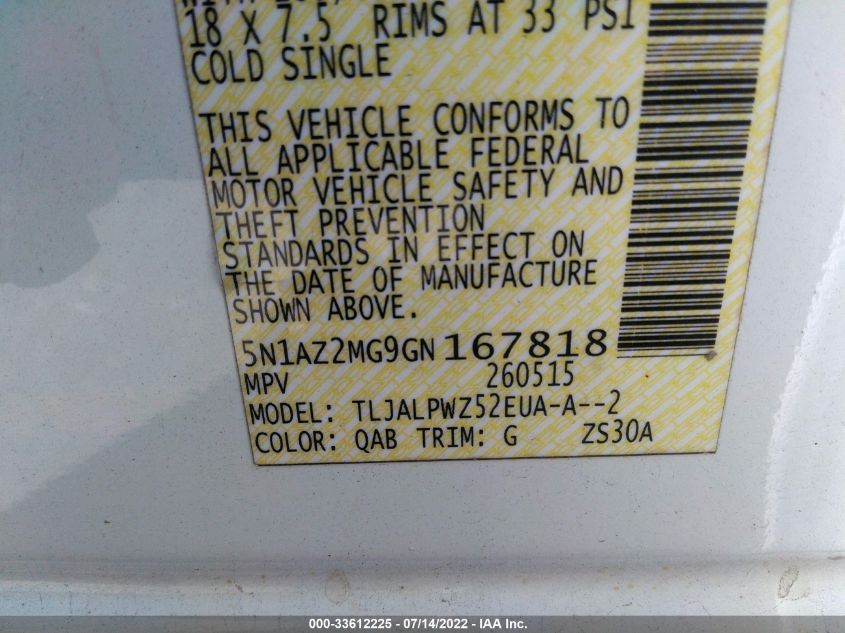 18 X 7.5 RIMS AT 33 PSI
COLD SINGLE
THIS VEHICLE CONFORMS TO
ALL APPLICABLE FEDERAL
MOTOR VEHICLE SAFETY AND
THEFT PREVENTION
STANDARDS IN EFFECT ON
THE DATE OF MANUFACTURE
SHOWN ABOVE.
5N1AZ2MG9GN167818
MPV 260515
MODEL: TLJALPWZ52EUA-A--2
COLOR: QAB TRIM: G ZS30A
000-33612225 - 07/14/2022 - IAA Inc.